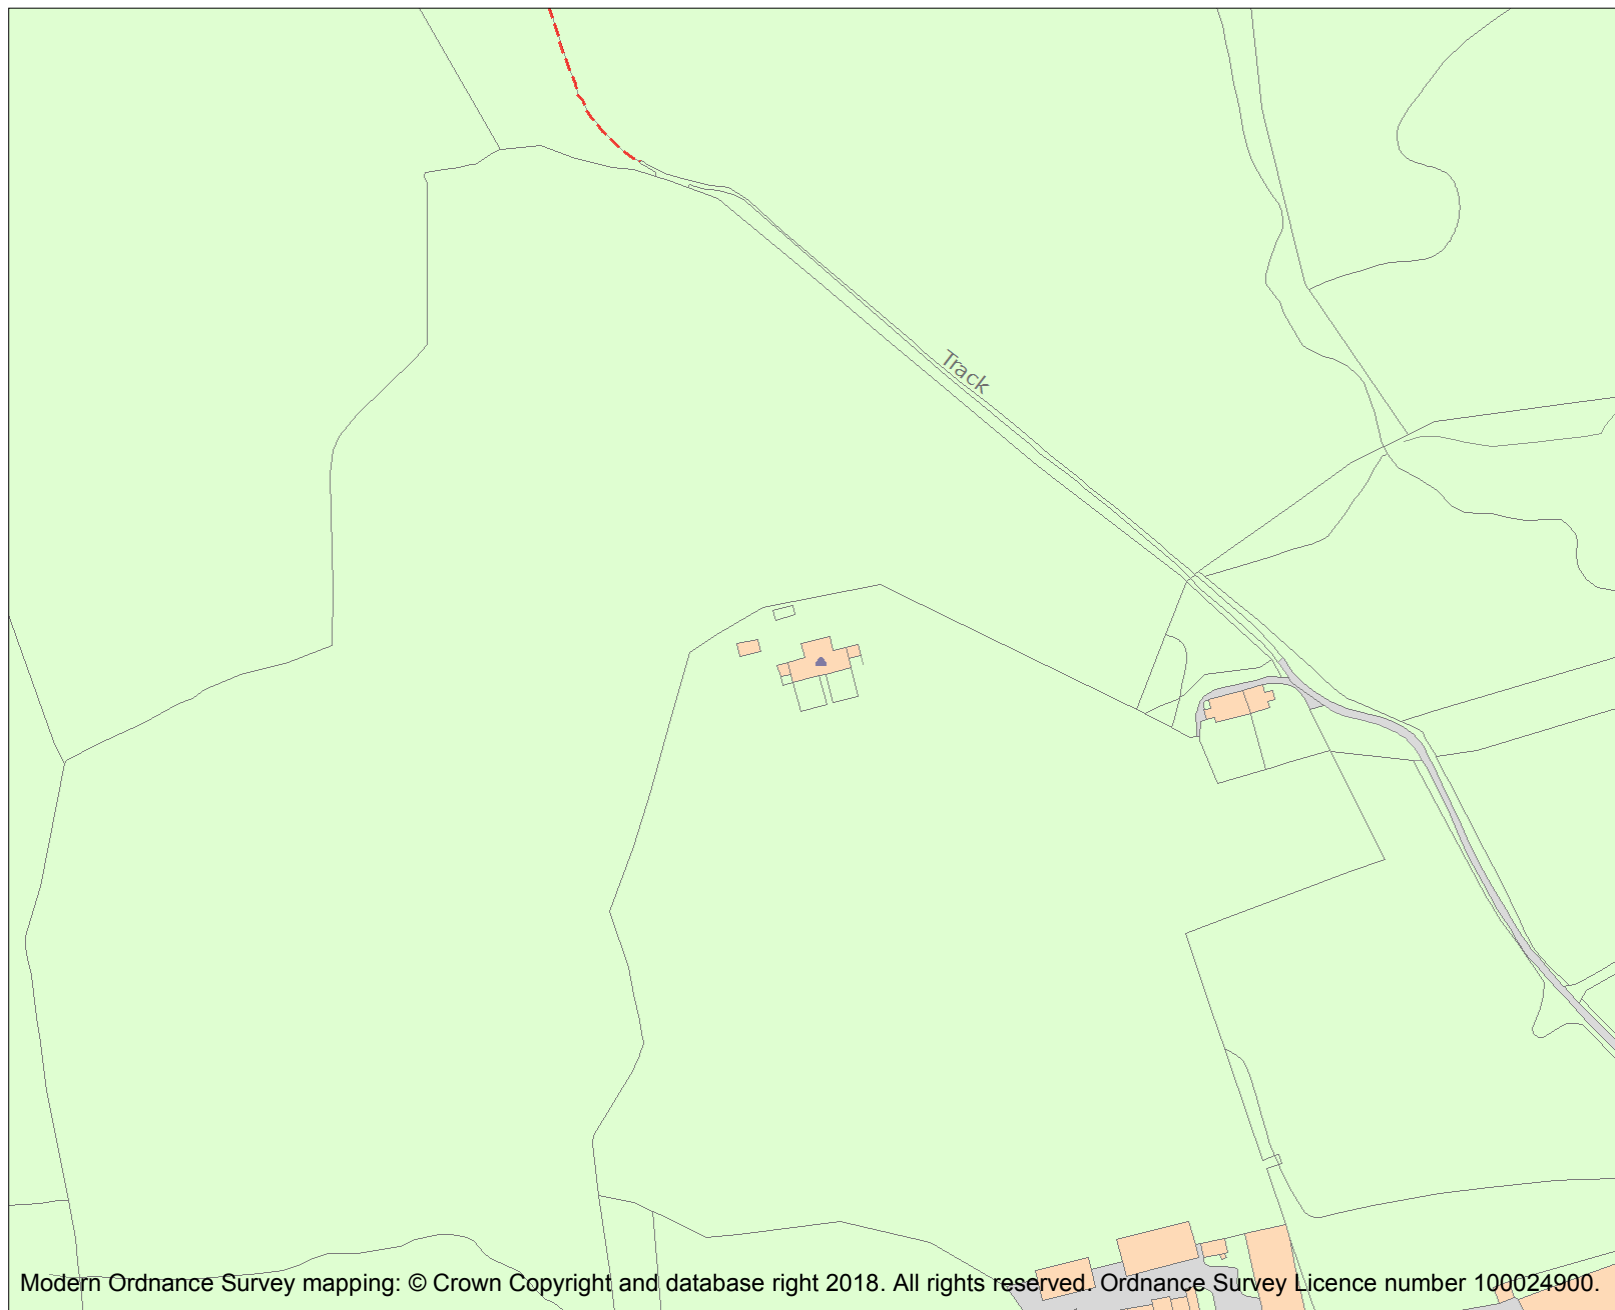 Track
Modern Ordnance Survey mapping: © Crown Copyright and database right 2018. All rights reserved. Ordnance Survey Licence number 100024900.